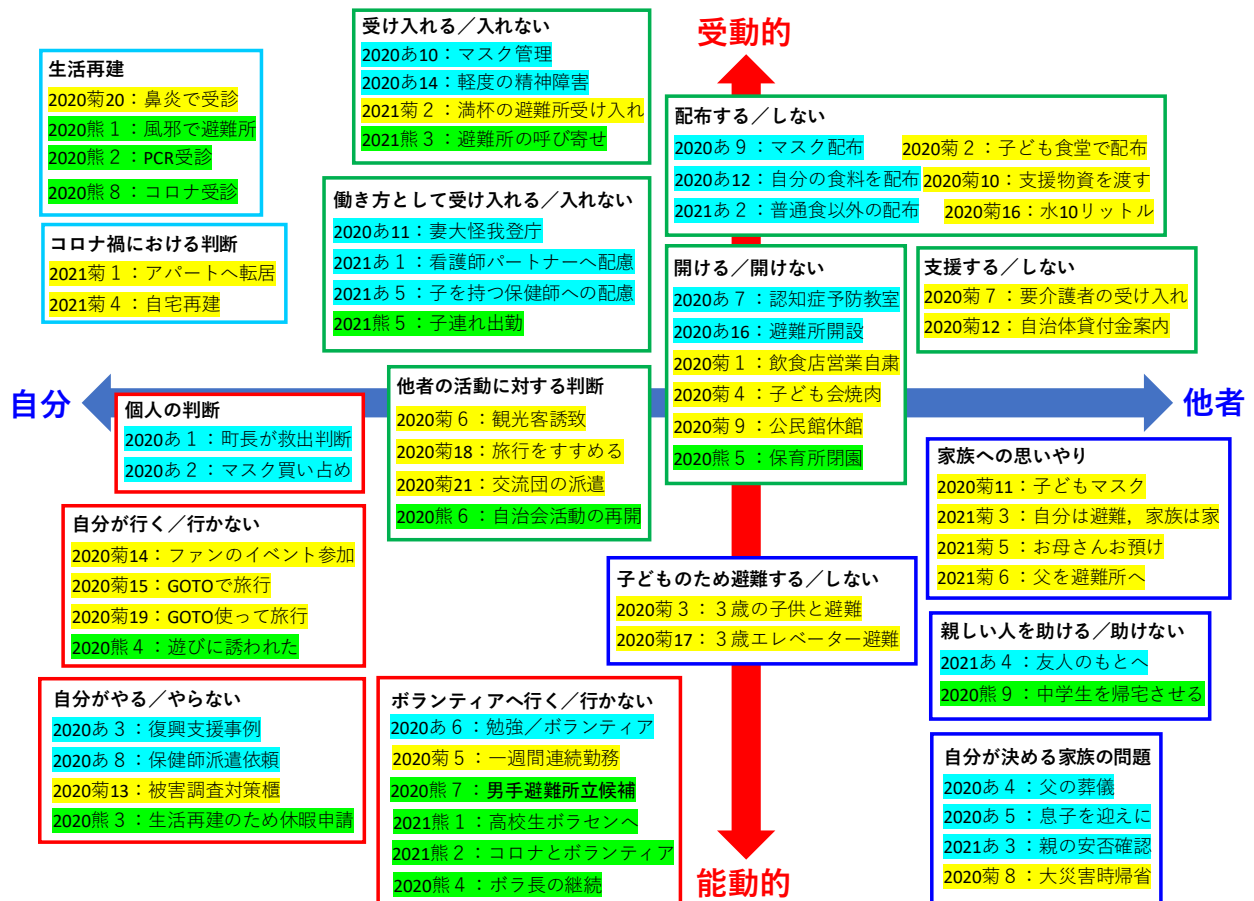 受動的
受け入れる／入れない
2020あ10：マスク管理
2020あ14：軽度の精神障害
2021菊２：満杯の避難所受け入れ
2021熊３：避難所の呼び寄せ
生活再建
2020菊20：鼻炎で受診
2020熊１：風邪で避難所
2020熊２：PCR受診
2020熊８：コロナ受診
配布する／しない
2020あ９：マスク配布
2020菊２：子ども食堂で配布
2020あ12：自分の食料を配布
2020菊10：支援物資を渡す
2021あ２：普通食以外の配布
2020菊16：水10リットル
働き方として受け入れる／入れない
2020あ11：妻大怪我登庁
2021あ１：看護師パートナーへ配慮
2021あ５：子を持つ保健師への配慮
2021熊５：子連れ出勤
コロナ禍における判断
2021菊１：アパートへ転居
2021菊４：自宅再建
開ける／開けない
2020あ７：認知症予防教室
2020あ16：避難所開設
2020菊１：飲食店営業自粛
2020菊４：子ども会焼肉
2020菊９：公民館休館
2020熊５：保育所閉園
支援する／しない
2020菊７：要介護者の受け入れ
2020菊12：自治体貸付金案内
自分
他者
個人の判断
2020あ１：町長が救出判断
2020あ２：マスク買い占め
他者の活動に対する判断
2020菊６：観光客誘致
2020菊18：旅行をすすめる
2020菊21：交流団の派遣
2020熊６：自治会活動の再開
家族への思いやり
2020菊11：子どもマスク
2021菊３：自分は避難，家族は家
2021菊５：お母さんお預け
2021菊６：父を避難所へ
自分が行く／行かない
2020菊14：ファンのイベント参加
2020菊15：GOTOで旅行
2020菊19：GOTO使って旅行
2020熊４：遊びに誘われた
子どものため避難する／しない
2020菊３：３歳の子供と避難
2020菊17：３歳エレベーター避難
親しい人を助ける／助けない
2021あ４：友人のもとへ
2020熊９：中学生を帰宅させる
自分がやる／やらない
2020あ３：復興支援事例
2020あ８：保健師派遣依頼
2020菊13：被害調査対策櫃
2020熊３：生活再建のため休暇申請
ボランティアへ行く／行かない
2020あ６：勉強／ボランティア
2020菊５：一週間連続勤務
2020熊７：男手避難所立候補
2021熊１：高校生ボラセンへ
2021熊２：コロナとボランティア
2020熊４：ボラ長の継続
自分が決める家族の問題
2020あ４：父の葬儀
2020あ５：息子を迎えに
2021あ３：親の安否確認
2020菊８：大災害時帰省
能動的